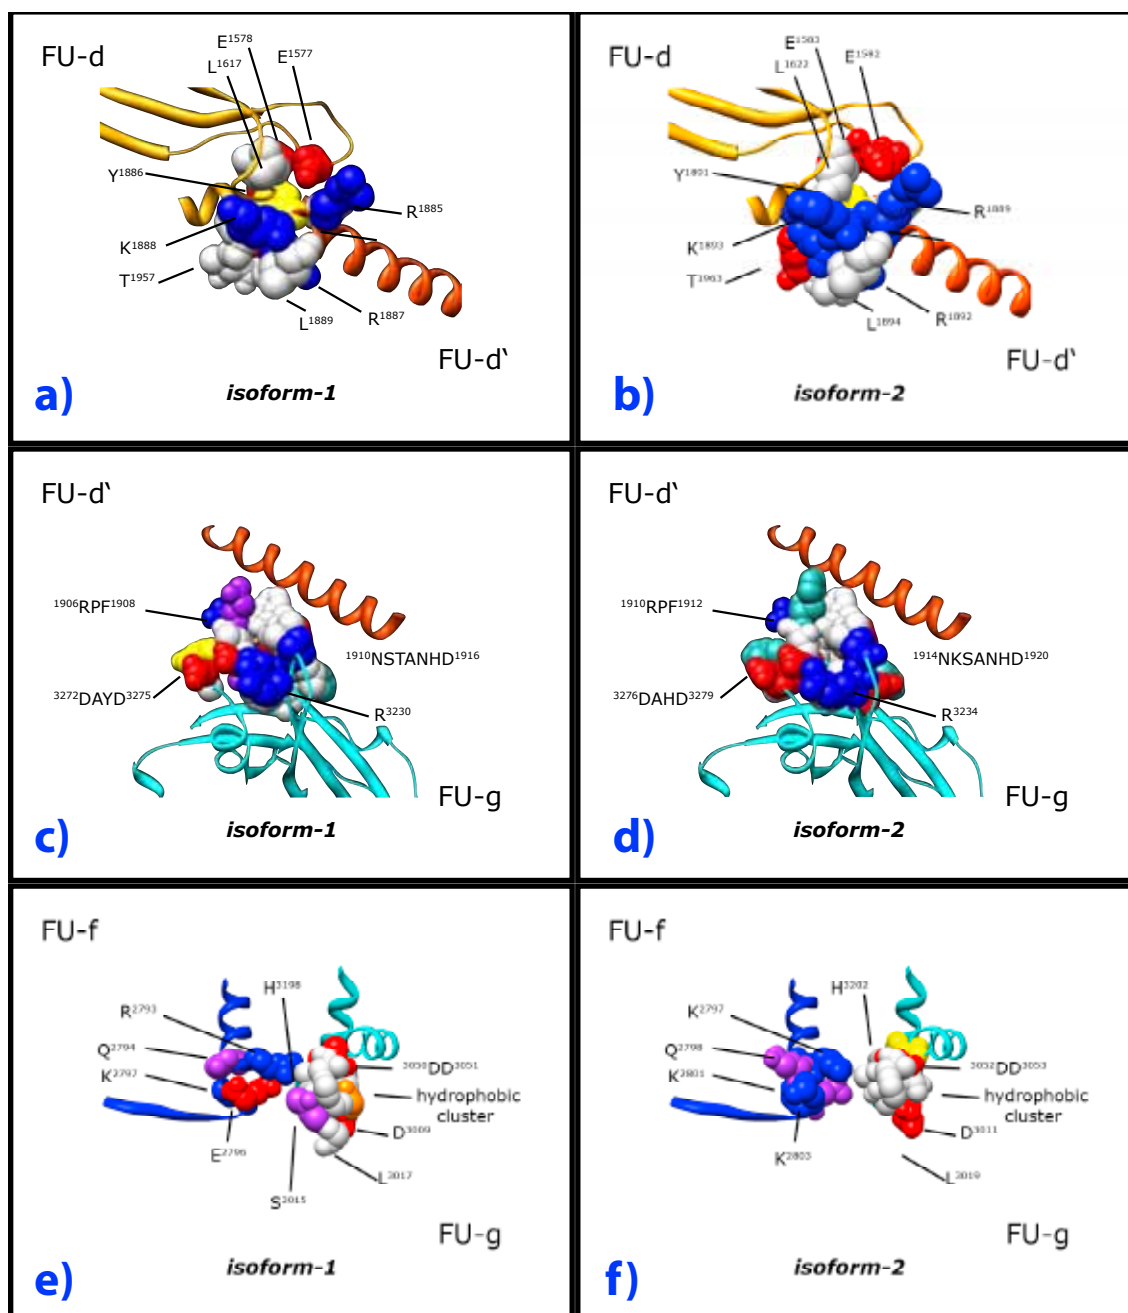 FU-d
E¹⁵⁷⁸
E¹⁵⁷⁷
L¹⁶¹⁷
Y¹⁸⁸⁶
R¹⁸⁸⁵
K¹⁸⁸⁸
T¹⁹⁵⁷
L¹⁸⁸⁹
R¹⁸⁸⁷
FU-d‘
a)
isoform-1
FU-d
E¹⁵⁸³
E¹⁵⁸²
L¹⁶²²
Y¹⁸⁰¹
R¹⁸⁸⁹
K¹⁸⁹³
T¹⁹⁶³
L¹⁸⁹⁴
R¹⁸⁹²
FU-d‘
b)
isoform-2
FU-d‘
¹⁹⁰⁶RPF¹⁹⁰⁸
¹⁹¹⁰NSTANHD¹⁹¹⁶
³²⁷²DAYD³²⁷⁵
R³²³⁰
FU-g
c)
isoform-1
FU-d‘
¹⁹¹⁰RPF¹⁹¹²
¹⁹¹⁴NKSANHD¹⁹²⁰
³²⁷⁶DAHD³²⁷⁹
R³²³⁴
FU-g
d)
isoform-2
FU-f
H³¹⁹⁸
R²⁷⁹³
Q²⁷⁹⁴
K²⁷⁹⁷
³⁰⁵⁰DD³⁰⁵¹
hydrophobic
cluster
D³⁰⁰⁹
E²⁷⁹⁶
L³⁰¹⁷
S³⁰¹⁵
FU-g
e)
isoform-1
FU-f
H³²⁰²
K²⁷⁹⁷
Q²⁷⁹⁸
K²⁸⁰¹
³⁰⁵²DD³⁰⁵³
hydrophobic
cluster
D³⁰¹¹
K²⁸⁰³
L³⁰¹⁹
FU-g
f)
isoform-2